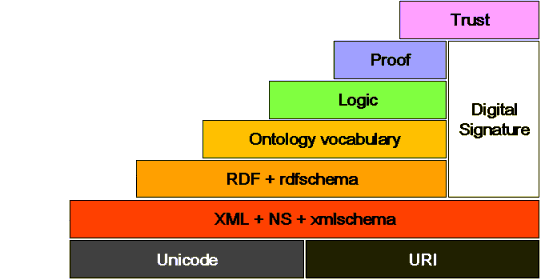 Trust
Proof
Logic
Digital
Signature
Ontology vocabulary
RDF + rdfschema
XML + NS + xmlschema
Unicode
URI